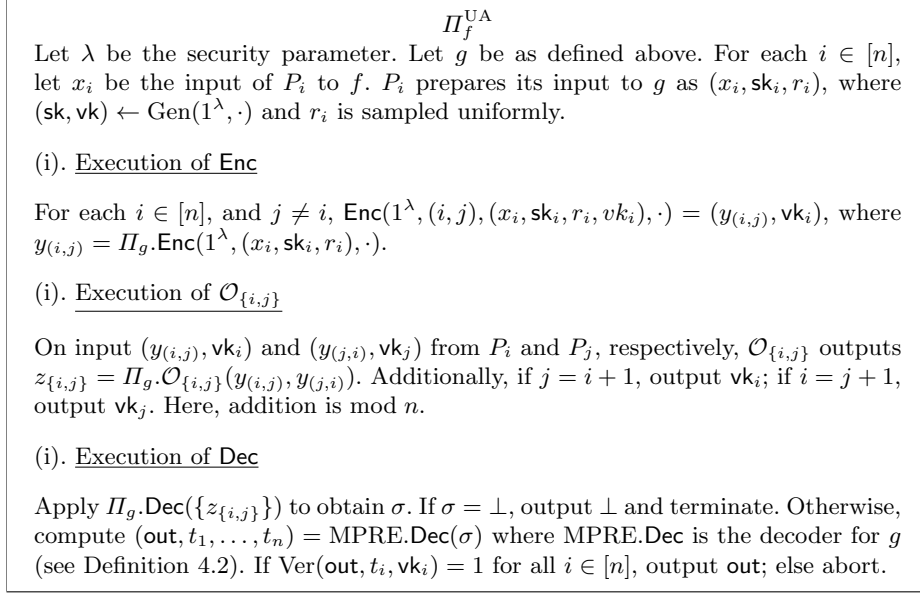 Π_f^UA
Let λ be the security parameter. Let g be as defined above. For each i ∈ [n],
let x_i be the input of P_i to f. P_i prepares its input to g as (x_i, sk_i, r_i), where
(sk, vk) ← Gen(1^λ, ·) and r_i is sampled uniformly.
(i). Execution of Enc
For each i ∈ [n], and j ≠ i, Enc(1^λ, (i, j), (x_i, sk_i, r_i, vk_i), ·) = (y_(i,j), vk_i), where
y_(i,j) = Π_g.Enc(1^λ, (x_i, sk_i, r_i), ·).
(i). Execution of O_{i,j}
On input (y_(i,j), vk_i) and (y_(j,i), vk_j) from P_i and P_j, respectively, O_{i,j} outputs
z_{i,j} = Π_g.O_{i,j}(y_(i,j), y_(j,i)). Additionally, if j = i + 1, output vk_i; if i = j + 1,
output vk_j. Here, addition is mod n.
(i). Execution of Dec
Apply Π_g.Dec({z_{i,j}}) to obtain σ. If σ = ⊥, output ⊥ and terminate. Otherwise,
compute (out, t_1, . . . , t_n) = MPRE.Dec(σ) where MPRE.Dec is the decoder for g
(see Definition 4.2). If Ver(out, t_i, vk_i) = 1 for all i ∈ [n], output out; else abort.